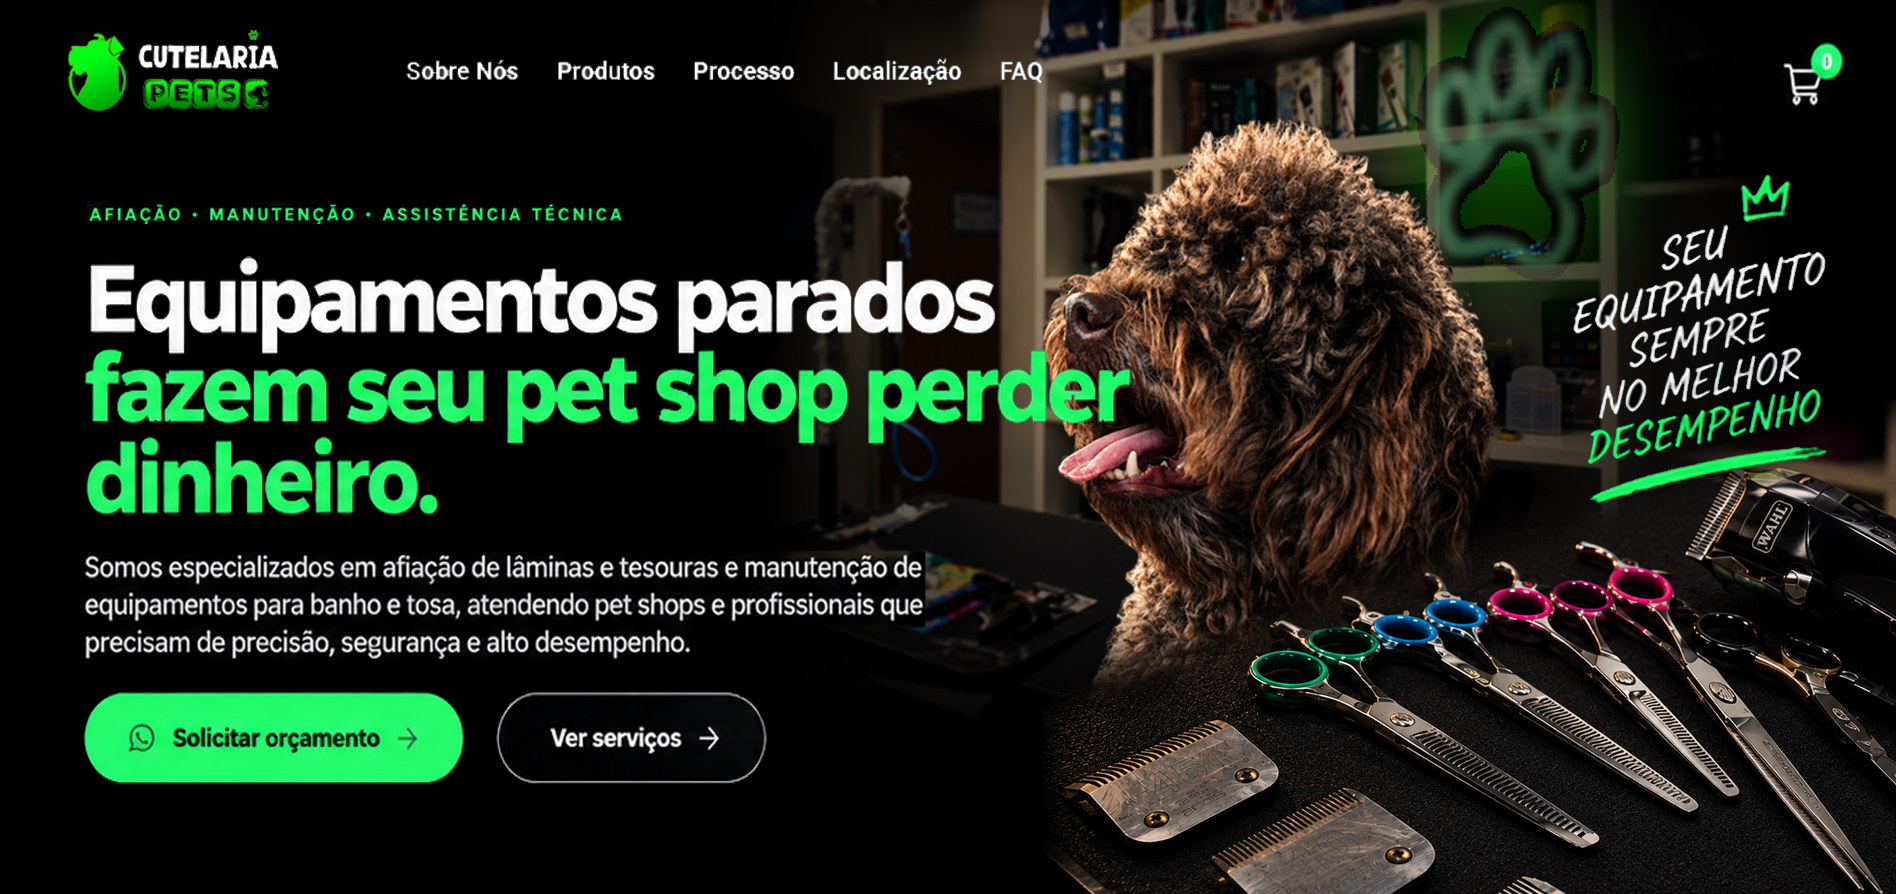 CUTELARIA
PETS
Sobre Nós
Produtos
Processo
Localização
FAQ
0
AFIAÇÃO • MANUTENÇÃO • ASSISTÊNCIA TÉCNICA
Equipamentos parados
fazem seu pet shop perder
dinheiro.
Somos especializados em afiação de lâminas e tesouras e manutenção de
equipamentos para banho e tosa, atendendo pet shops e profissionais que
precisam de precisão, segurança e alto desempenho.
Solicitar orçamento →
Ver serviços →
SEU
EQUIPAMENTO
SEMPRE
NO MELHOR
DESEMPENHO
WAHL